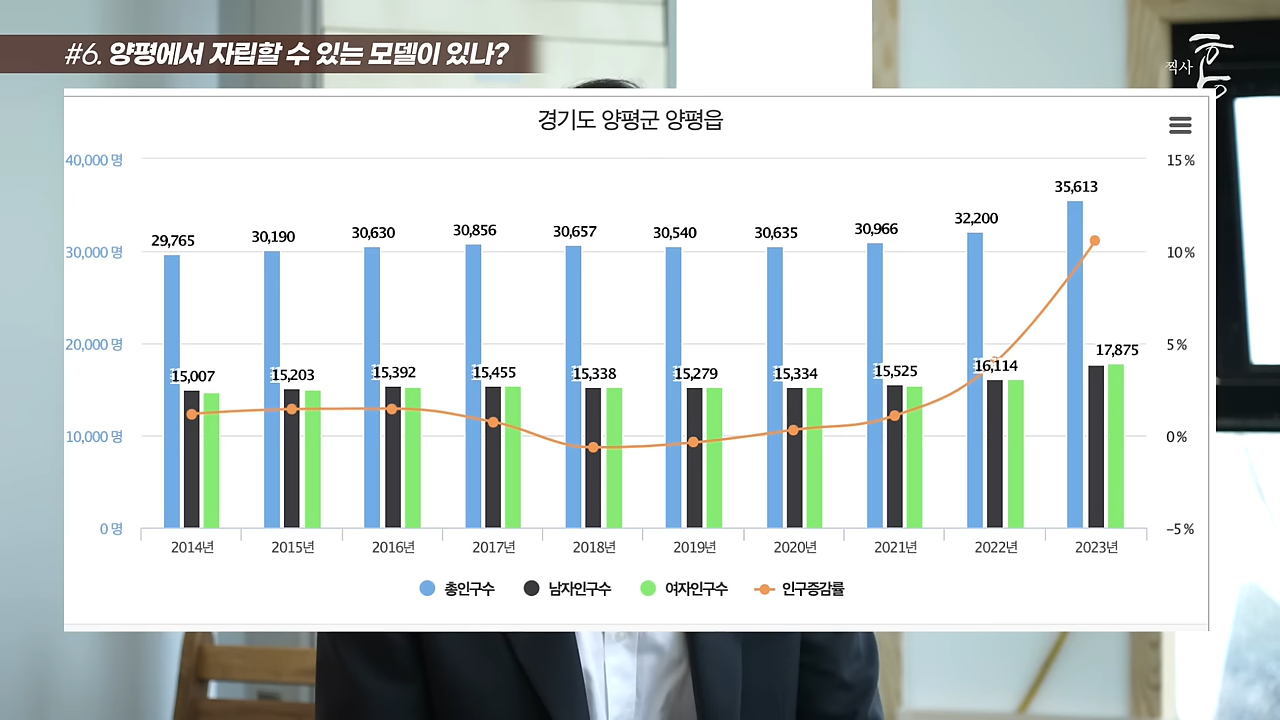 #6. 양평에서 자립할 수 있는 모델이 있나?
찍사 홍
경기도 양평군 양평읍
40,000 명
30,000 명
20,000 명
10,000 명
0 명
15 %
10 %
5 %
0 %
-5 %
29,765
30,190
30,630
30,856
30,657
30,540
30,635
30,966
32,200
35,613
15,007
15,203
15,392
15,455
15,338
15,279
15,334
15,525
16,114
17,875
2014년 2015년 2016년 2017년 2018년 2019년 2020년 2021년 2022년 2023년
총인구수 남자인구수 여자인구수 인구증감률